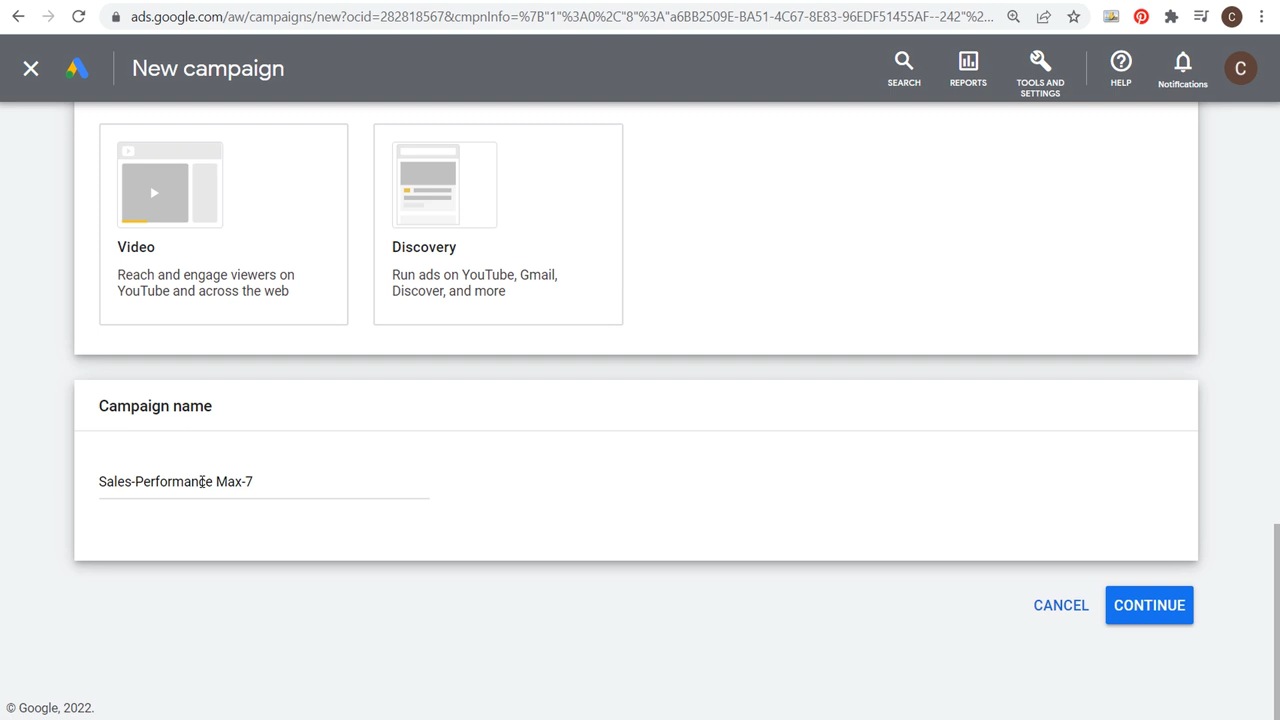 ads.google.com/aw/campaigns/new?ocid=282818567&cmpnInfo=%7B"1"%3A0%2C"8"%3A"a6BB2509E-BA51-4C67-8E83-96EDF51455AF--242"%2...
C
New campaign
SEARCH
REPORTS
TOOLS AND
SETTINGS
HELP
Notifications
C
Video
Reach and engage viewers on
YouTube and across the web
Discovery
Run ads on YouTube, Gmail,
Discover, and more
Campaign name
Sales-Performance Max-7
CANCEL
CONTINUE
© Google, 2022.